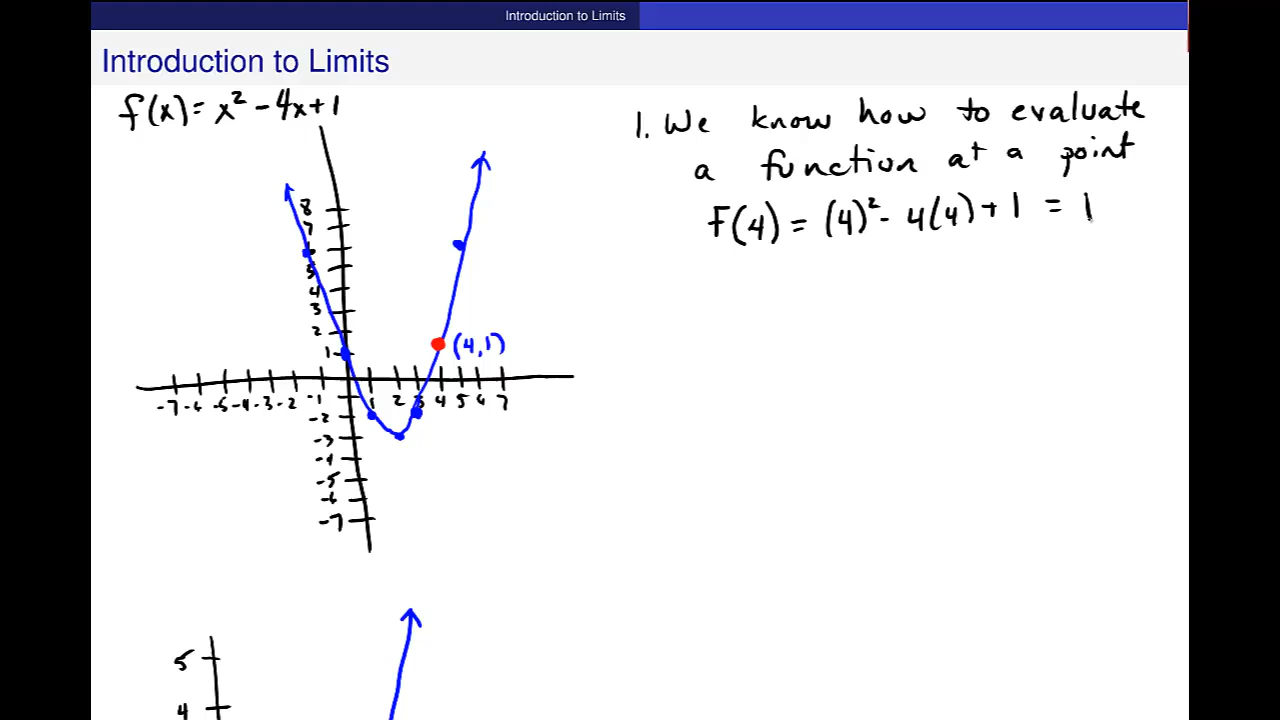 Introduction to Limits
Introduction to Limits
f(x) = x² - 4x + 1
1. We know how to evaluate
a function at a point
f(4) = (4)² - 4(4) + 1 = 1
8
7
6
5
4
3
2
1
(4,1)
-7 -6 -5 -4 -3 -2 -1 1 2 3 4 5 6 7
-2
-3
-4
-5
-6
-7
5
4